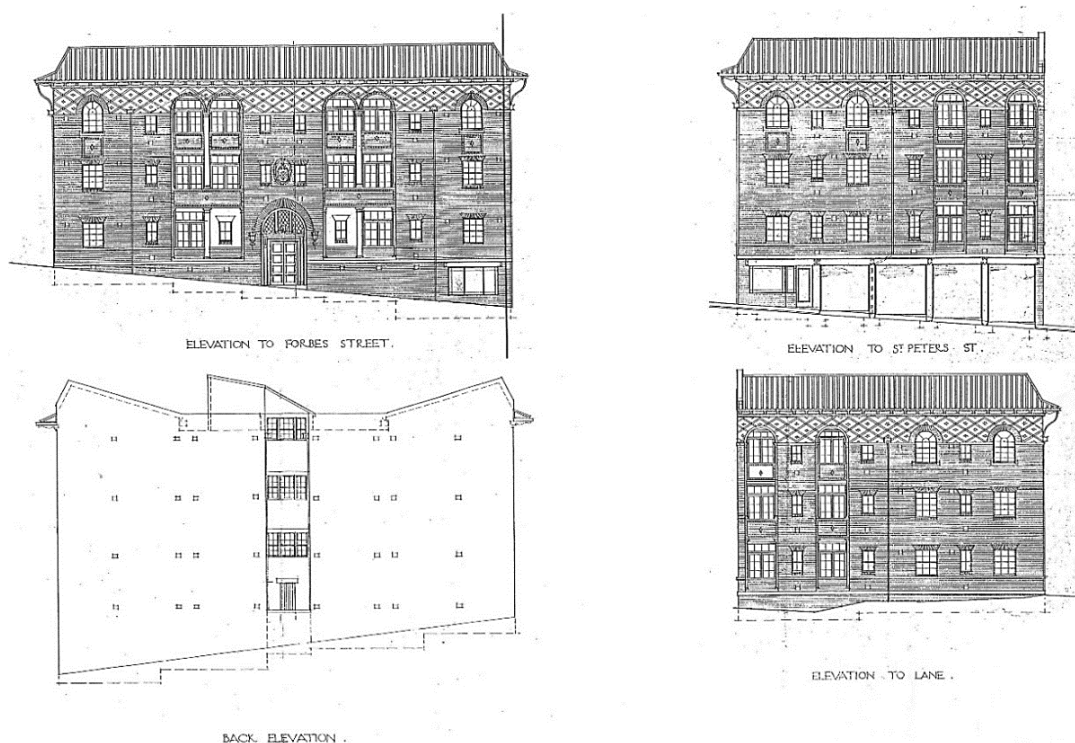 ELEVATION TO FORBES STREET.
ELEVATION TO ST PETERS ST.
BACK ELEVATION.
ELEVATION TO LANE.